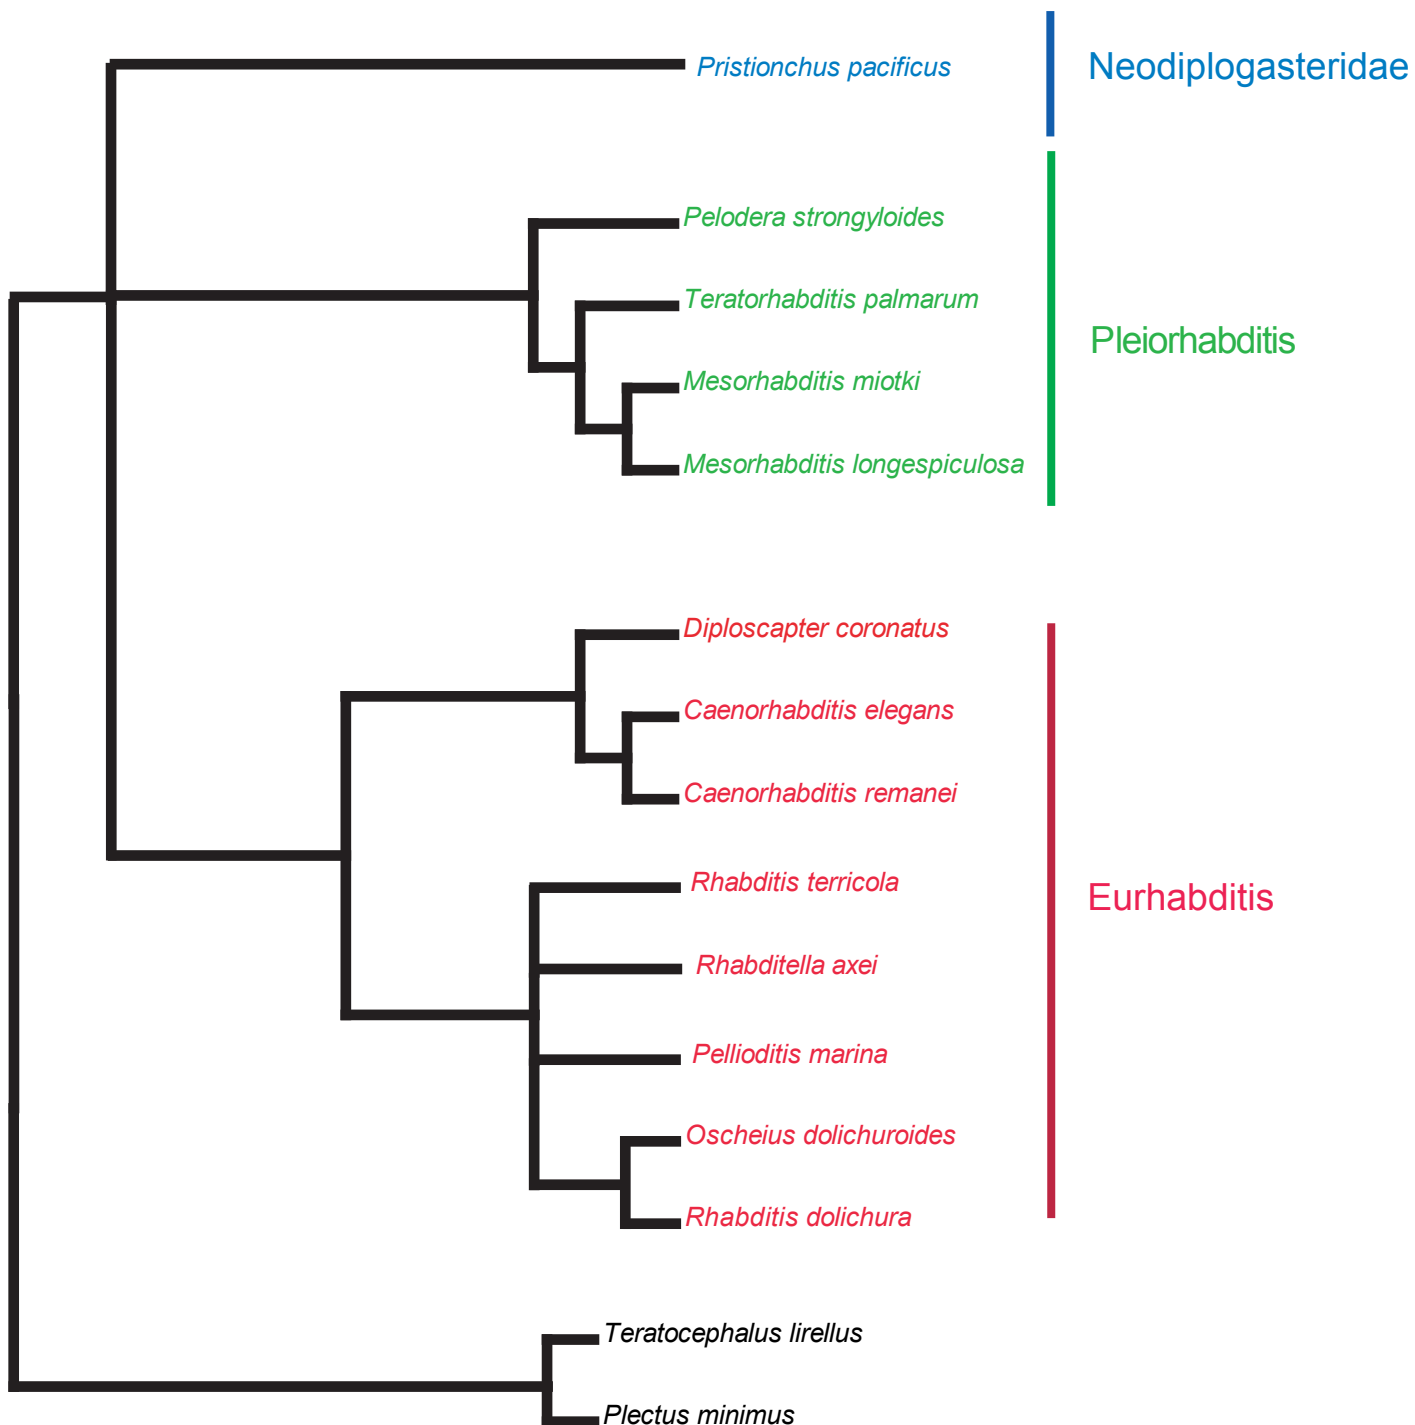 Pristionchus pacificus
Neodiplogasteridae
Pelodera strongyloides
Teratorhabditis palmarum
Pleiorhabditis
Mesorhabditis miotki
Mesorhabditis longespiculosa
Diploscapter coronatus
Caenorhabditis elegans
Caenorhabditis remanei
Rhabditis terricola
Eurhabditis
Rhabditella axei
Pellioditis marina
Oscheius dolichuroides
Rhabditis dolichura
Teratocephalus lirellus
Plectus minimus